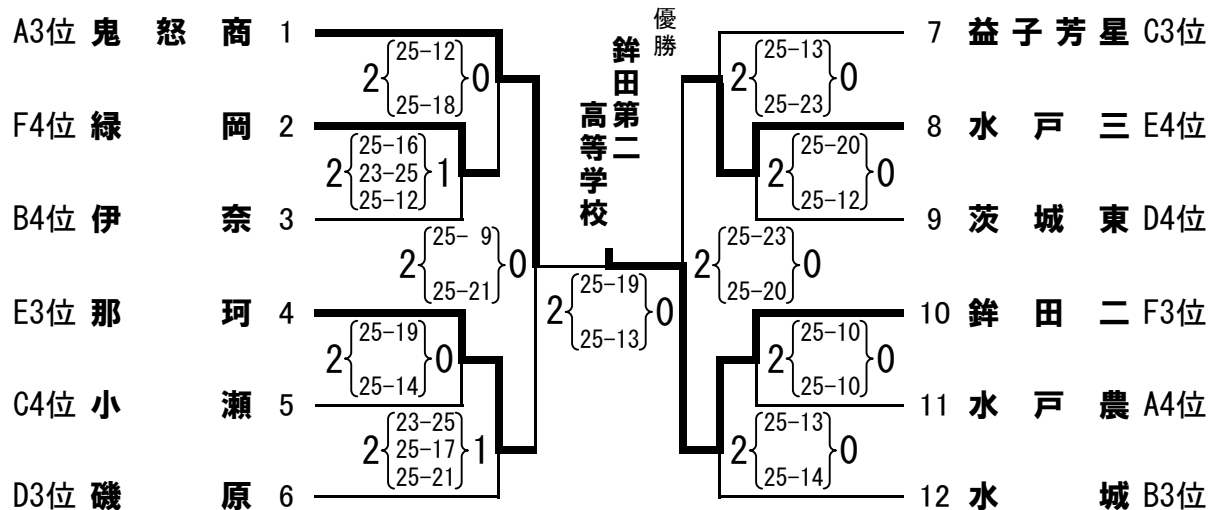 優勝
鉾田第二
高等学校
A3位 鬼怒商 1
25-12
2 0
25-18
F4位 緑岡 2
25-16
2 23-25 1
25-12
B4位 伊奈 3
25- 9
2 0
25-21
E3位 那珂 4
25-19
2 0
25-14
C4位 小瀬 5
23-25
2 25-17 1
25-21
D3位 磯原 6
25-19
2 0
25-13
7 益子芳星 C3位
25-13
2 0
25-23
8 水戸三 E4位
25-20
2 0
25-12
9 茨城東 D4位
25-23
2 0
25-20
10 鉾田二 F3位
25-10
2 0
25-10
11 水戸農 A4位
25-13
2 0
25-14
12 水城 B3位